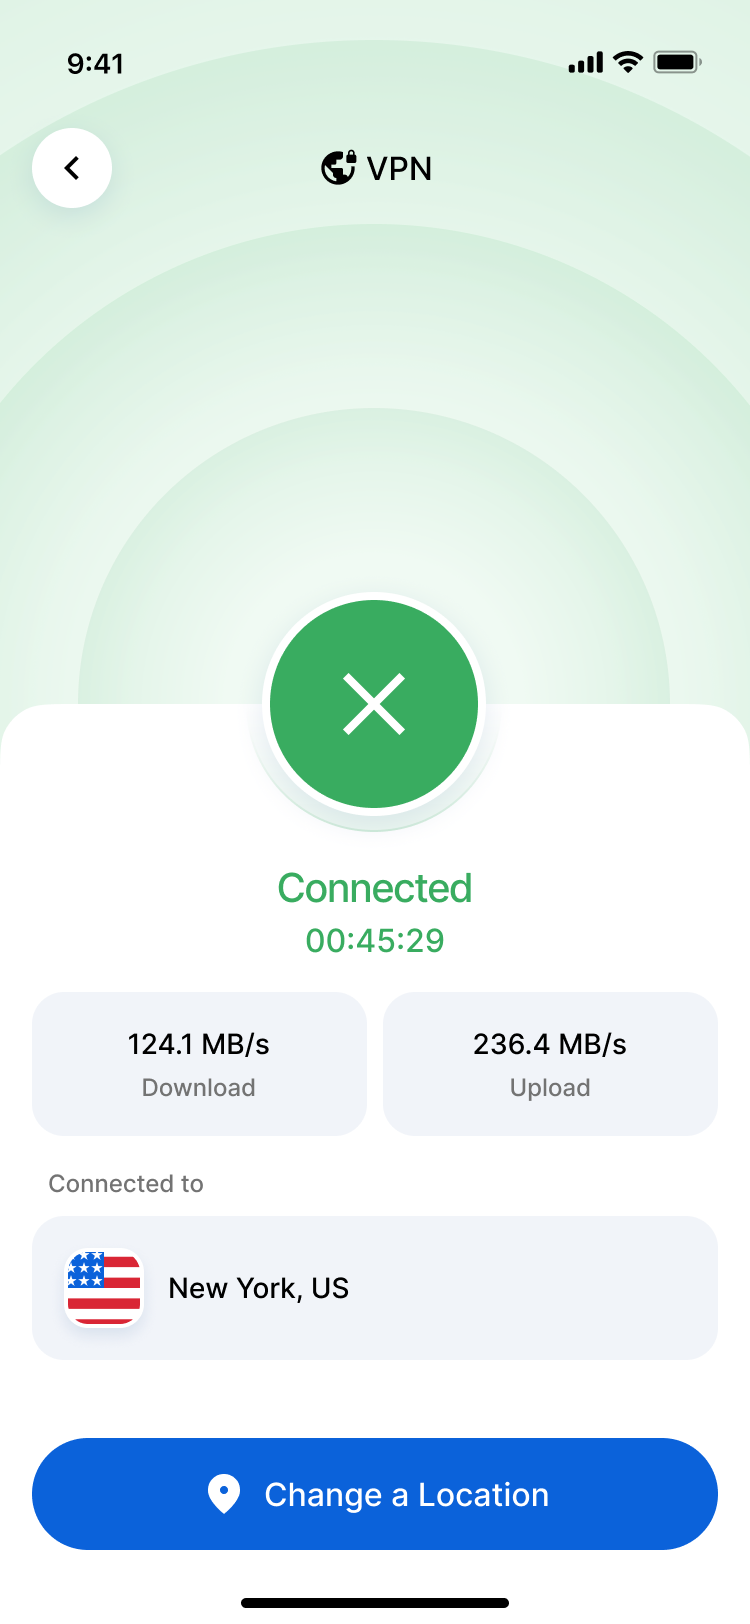 9:41
VPN
Connected
00:45:29
124.1 MB/s
Download
236.4 MB/s
Upload
Connected to
New York, US
Change a Location